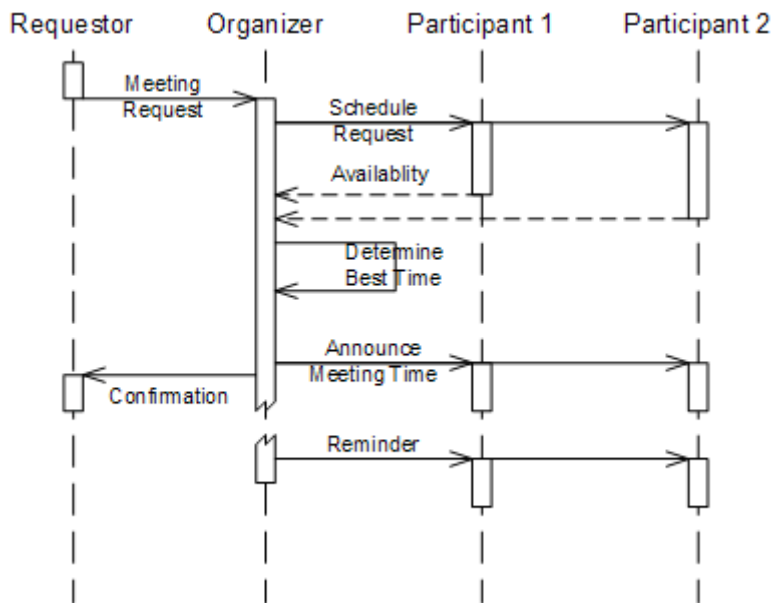 Requestor
Organizer
Participant 1
Participant 2
Meeting
Request
Schedule
Request
Availablity
Determine
Best Time
Announce
Meeting Time
Confirmation
Reminder